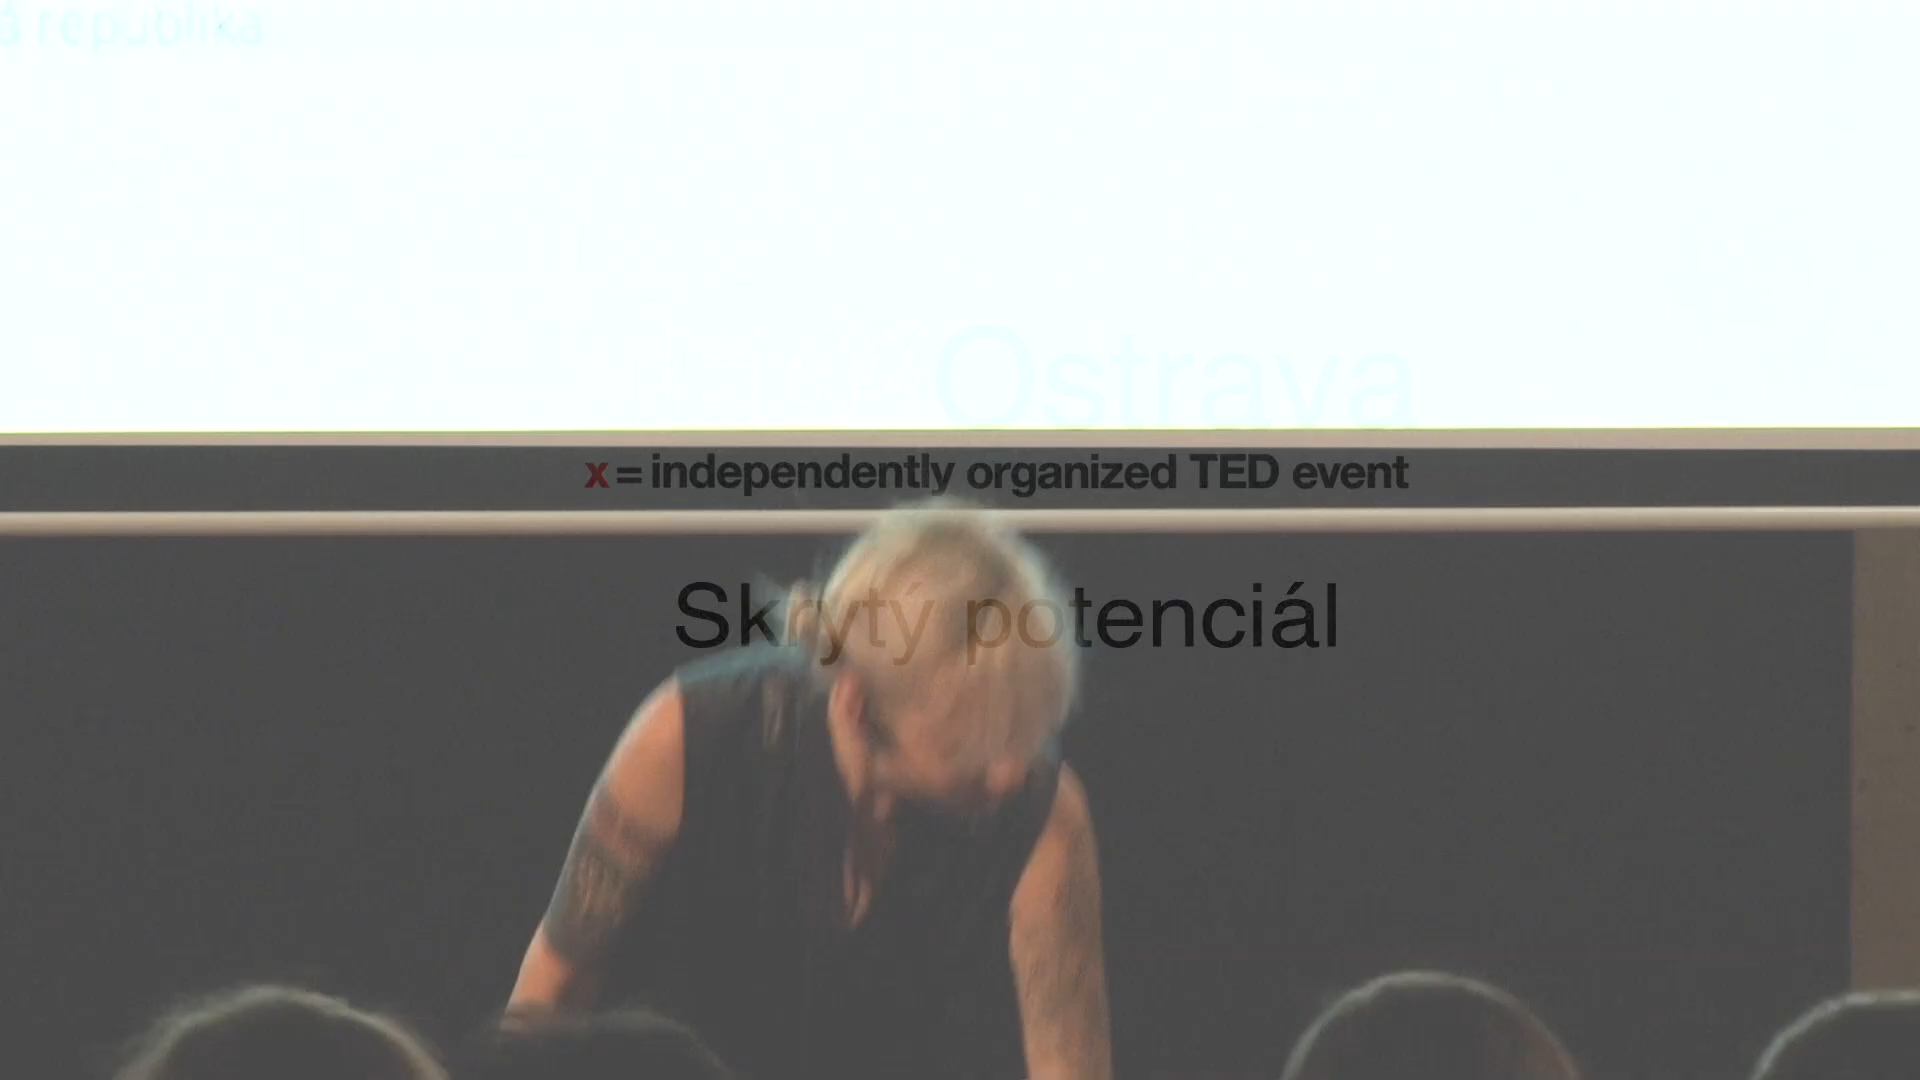 á republika
Ostrava
x = independently organized TED event
Skrytý potenciál